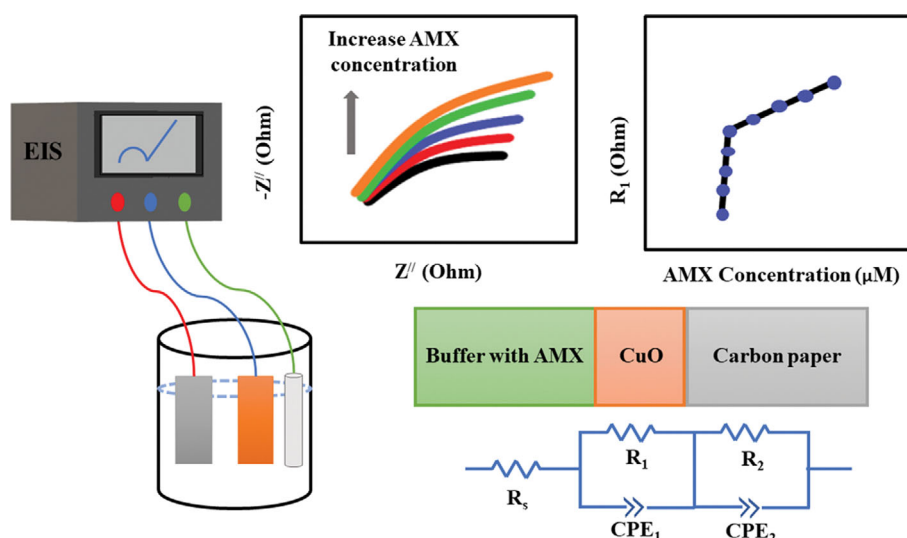 Increase AMX
concentration
EIS
-Z// (Ohm)
Z// (Ohm)
R1 (Ohm)
AMX Concentration (µM)
Buffer with AMX
CuO
Carbon paper
Rs
R1
R2
CPE1
CPE2